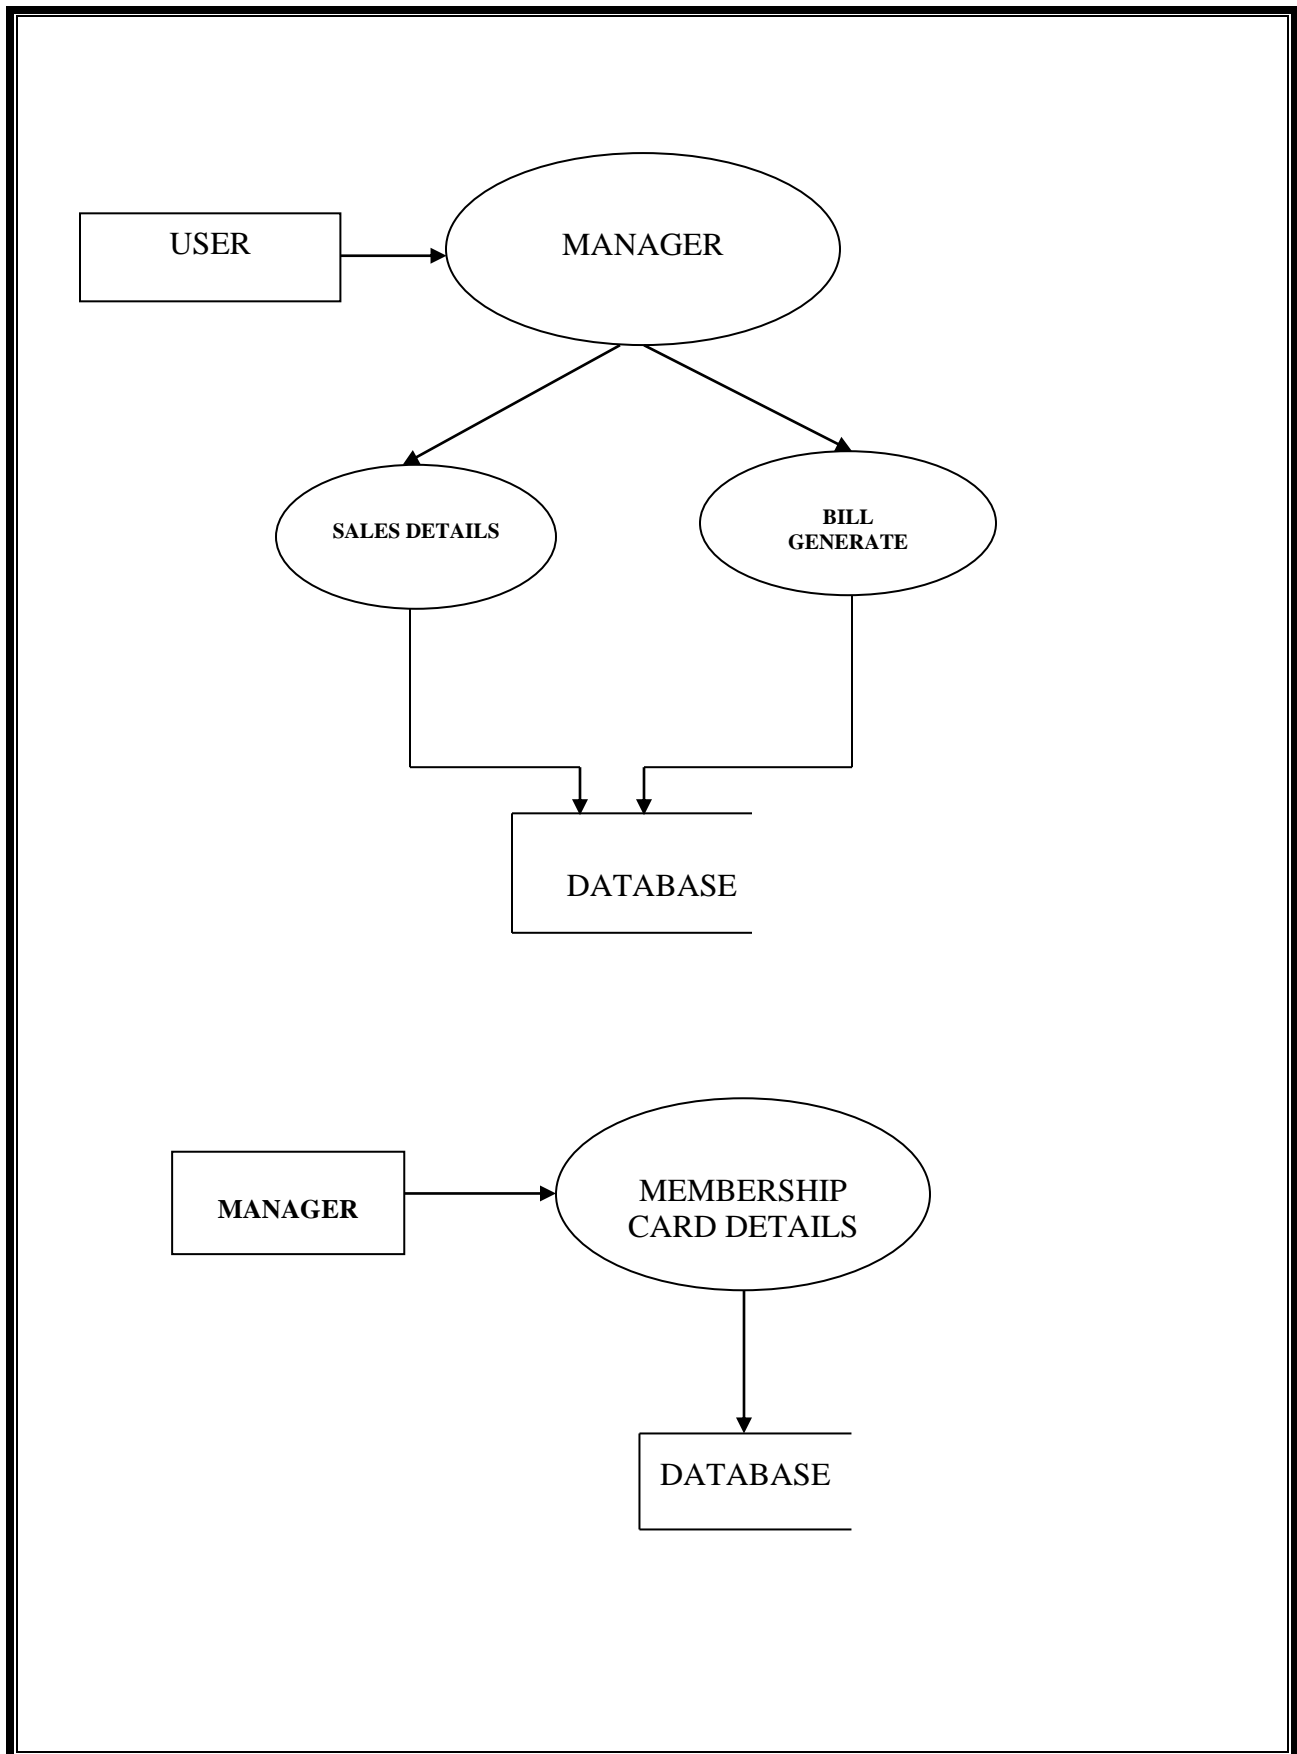 USER
MANAGER
SALES DETAILS
BILL
GENERATE
DATABASE
MANAGER
MEMBERSHIP
CARD DETAILS
DATABASE